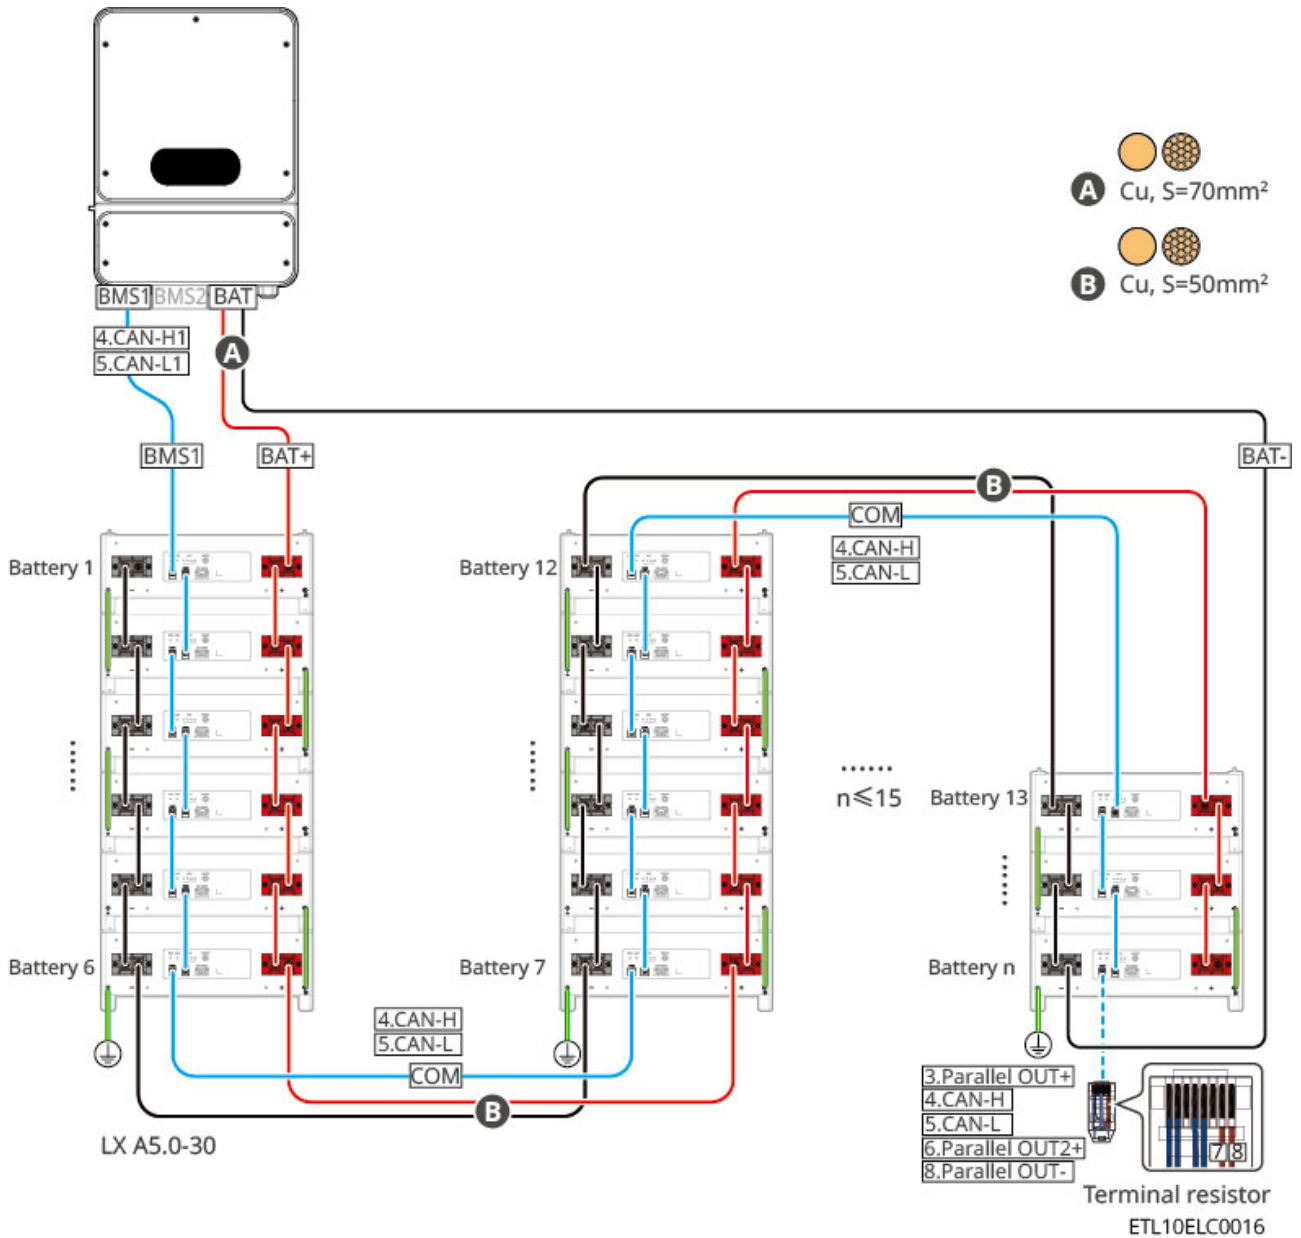 A Cu, S=70mm²
B Cu, S=50mm²
BMS1 BMS2 BAT
4.CAN-H1
5.CAN-L1
A
BMS1 BAT+ BAT-
B
COM
4.CAN-H
5.CAN-L
Battery 1
Battery 12
......
n≤15
Battery 13
Battery 6
Battery 7
Battery n
4.CAN-H
5.CAN-L
COM
B
3.Parallel OUT+
4.CAN-H
5.CAN-L
6.Parallel OUT2+
8.Parallel OUT-
7 8
LX A5.0-30
Terminal resistor
ETL10ELC0016